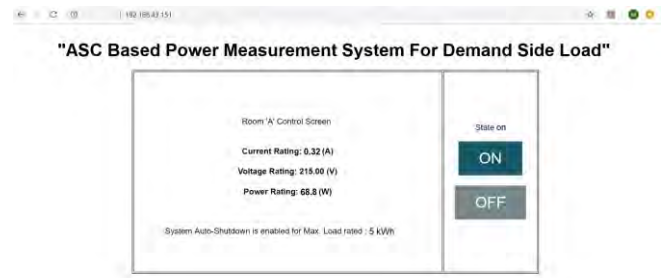 192.168.43.151
"ASC Based Power Measurement System For Demand Side Load"
Room 'A' Control Screen
Current Rating: 0.32 (A)
Voltage Rating: 215.00 (V)
Power Rating: 68.8 (W)
System Auto-Shutdown is enabled for Max. Load rated : 5 kWh
State on
ON
OFF